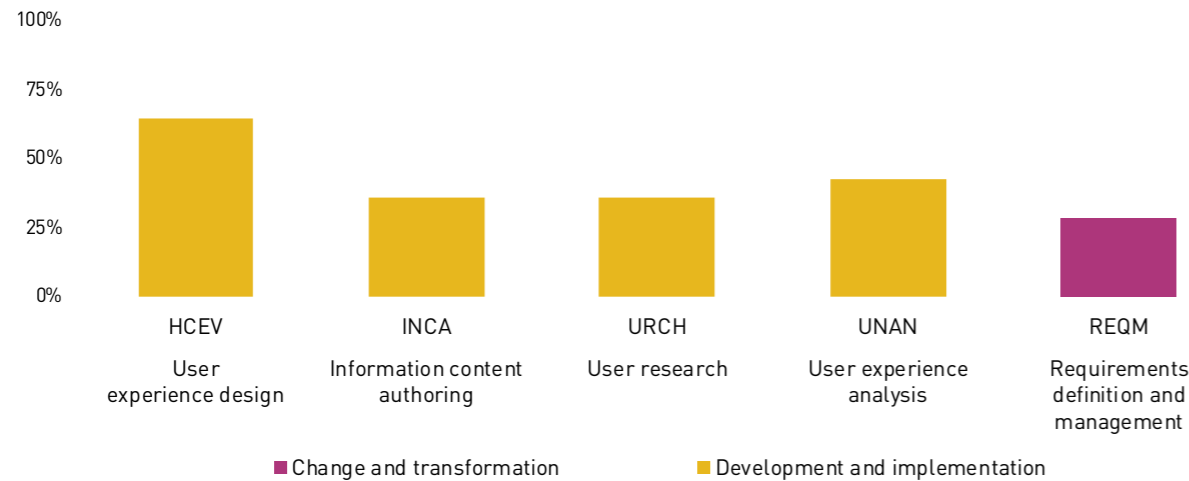 100%
75%
50%
25%
0%
HCEV INCA URCH UNAN REQM
User Information content User research User experience Requirements
experience design authoring analysis definition and
management
Change and transformation Development and implementation